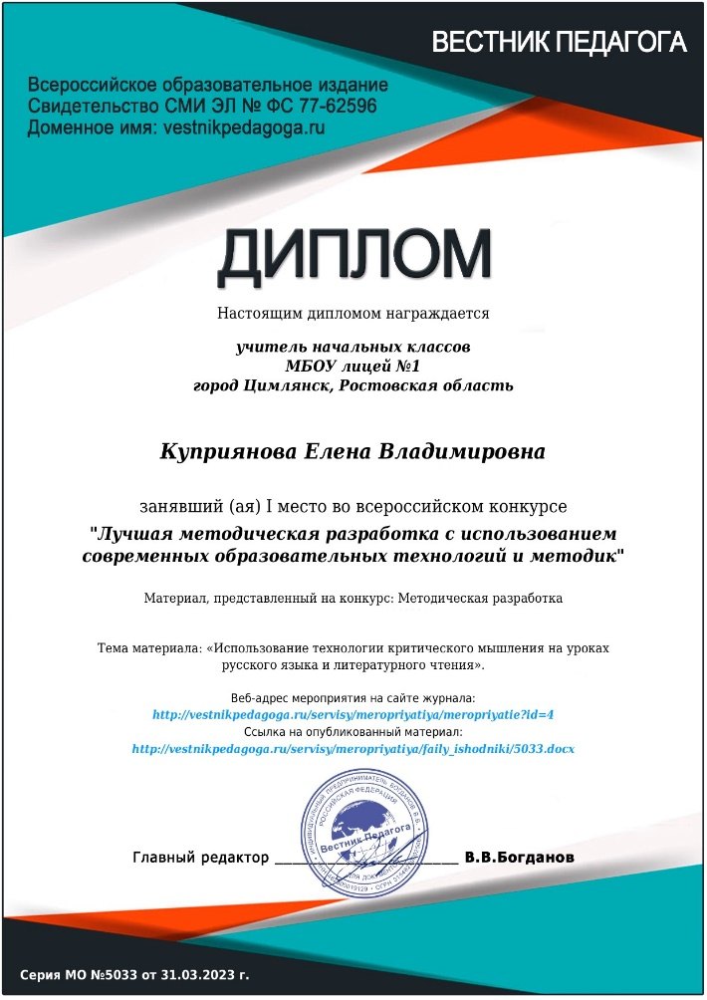 ВЕСТНИК ПЕДАГОГА
Всероссийское образовательное издание
Свидетельство СМИ ЭЛ № ФС 77-62596
Доменное имя: vestnikpedagoga.ru
ДИПЛОМ
Настоящим дипломом награждается
учитель начальных классов
МБОУ лицей №1
город Цимлянск, Ростовская область
Куприянова Елена Владимировна
занявший (ая) I место во всероссийском конкурсе
"Лучшая методическая разработка с использованием
современных образовательных технологий и методик"
Материал, представленный на конкурс: Методическая разработка
Тема материала: «Использование технологии критического мышления на уроках
русского языка и литературного чтения».
Веб-адрес мероприятия на сайте журнала:
http://vestnikpedagoga.ru/servisy/meropriyatiya/meropriyatie?id=4
Ссылка на опубликованный материал:
http://vestnikpedagoga.ru/servisy/meropriyatiya/faily_ishodniki/5033.docx
ИНДИВИДУАЛЬНЫЙ ПРЕДПРИНИМАТЕЛЬ БОГДАНОВ В.В.
РОССИЙСКАЯ ФЕДЕРАЦИЯ
Вестник Педагога
ДЛЯ ДОКУМЕНТОВ
Главный редактор В.В.Богданов
Серия МО №5033 от 31.03.2023 г.